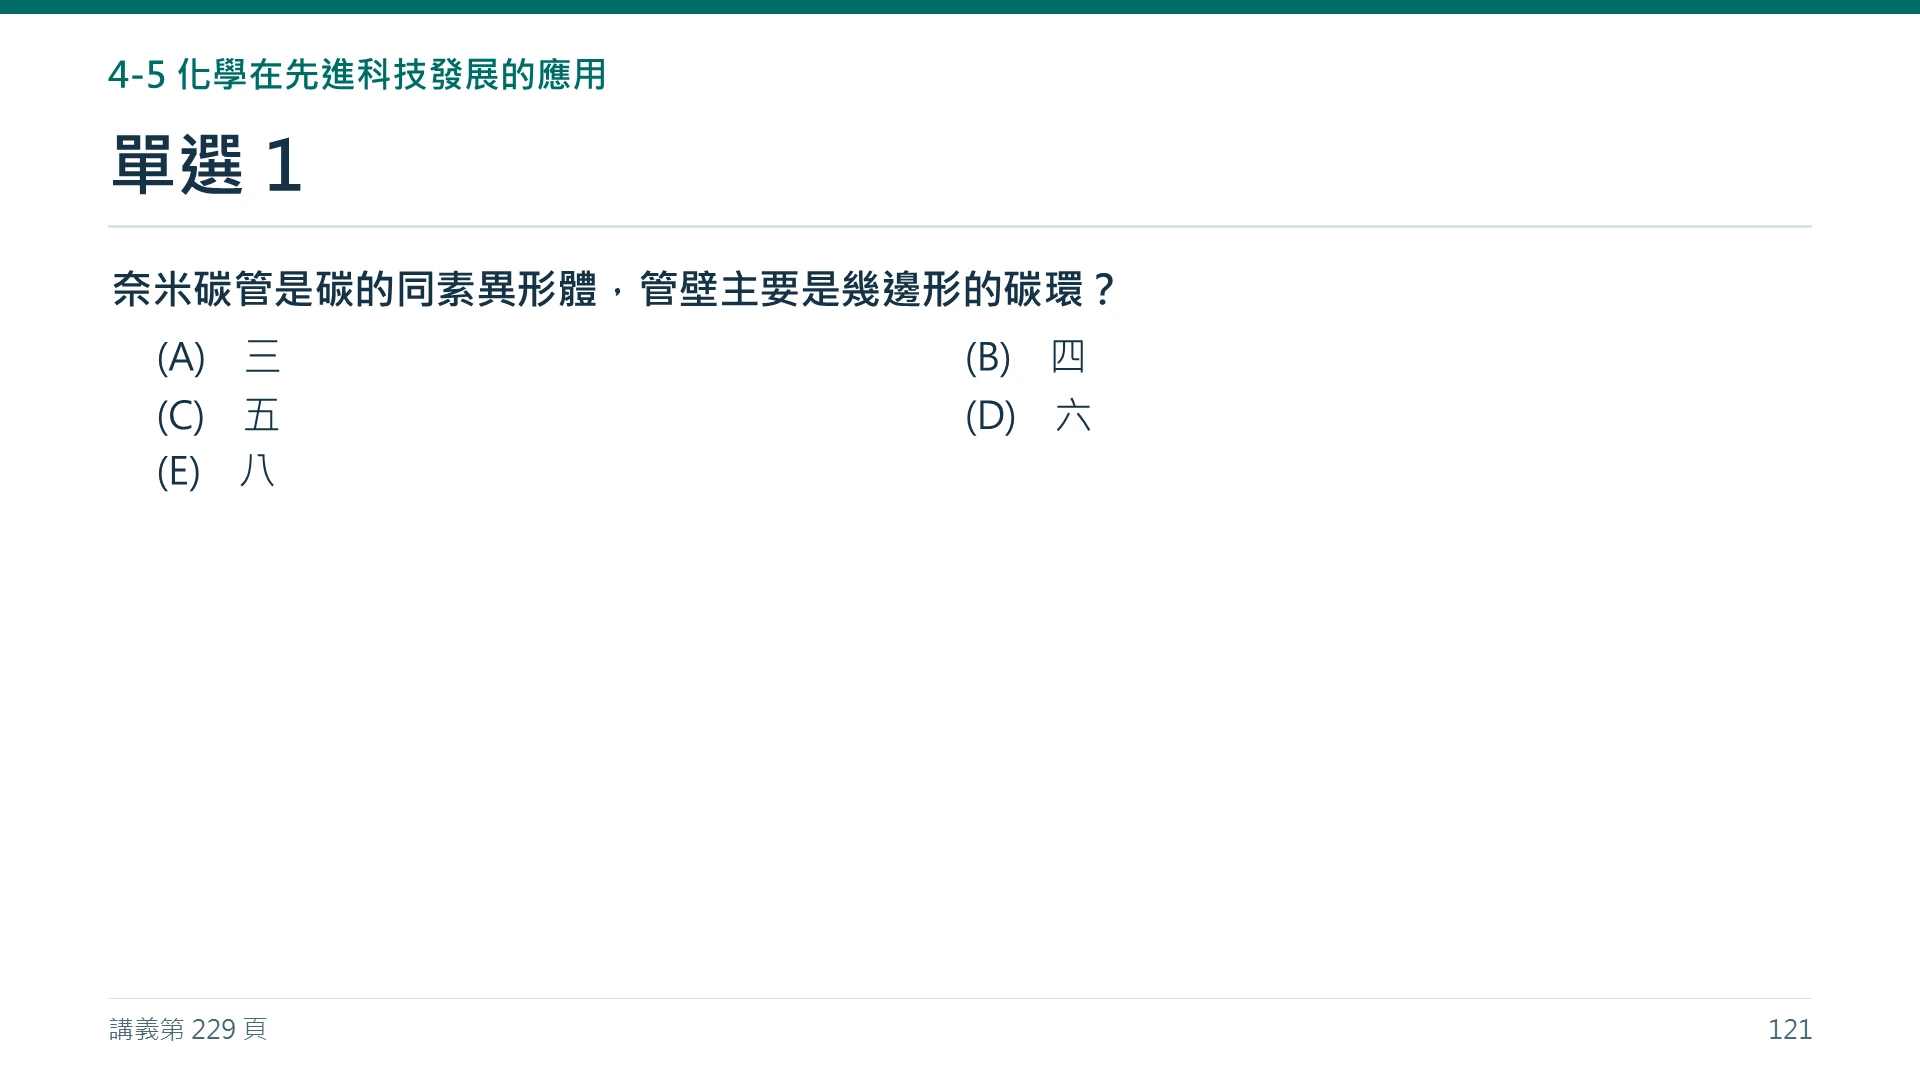 4-5 化學在先進科技發展的應用
單選 1
奈米碳管是碳的同素異形體，管壁主要是幾邊形的碳環？
(A) 三 (B) 四
(C) 五 (D) 六
(E) 八
講義第 229 頁 121